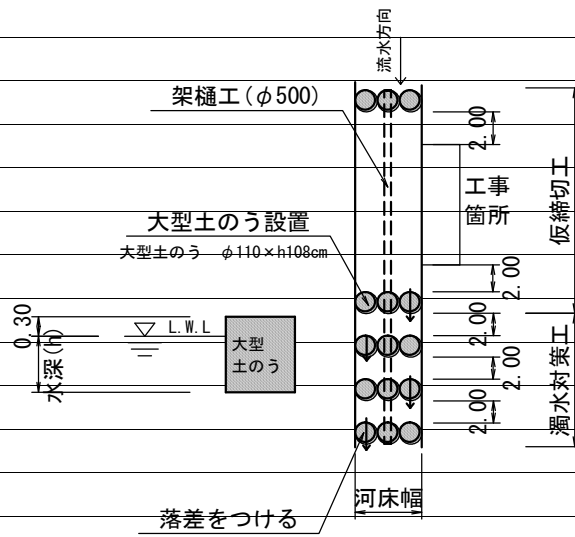 流水方向
架樋工(φ500)
2.00
工事
箇所
仮締切工
大型土のう設置
大型土のう φ110×h108cm
2.00
0.30
L.W.L
水深(h)
大型
土のう
2.00
2.00
2.00
濁水対策工
河床幅
落差をつける